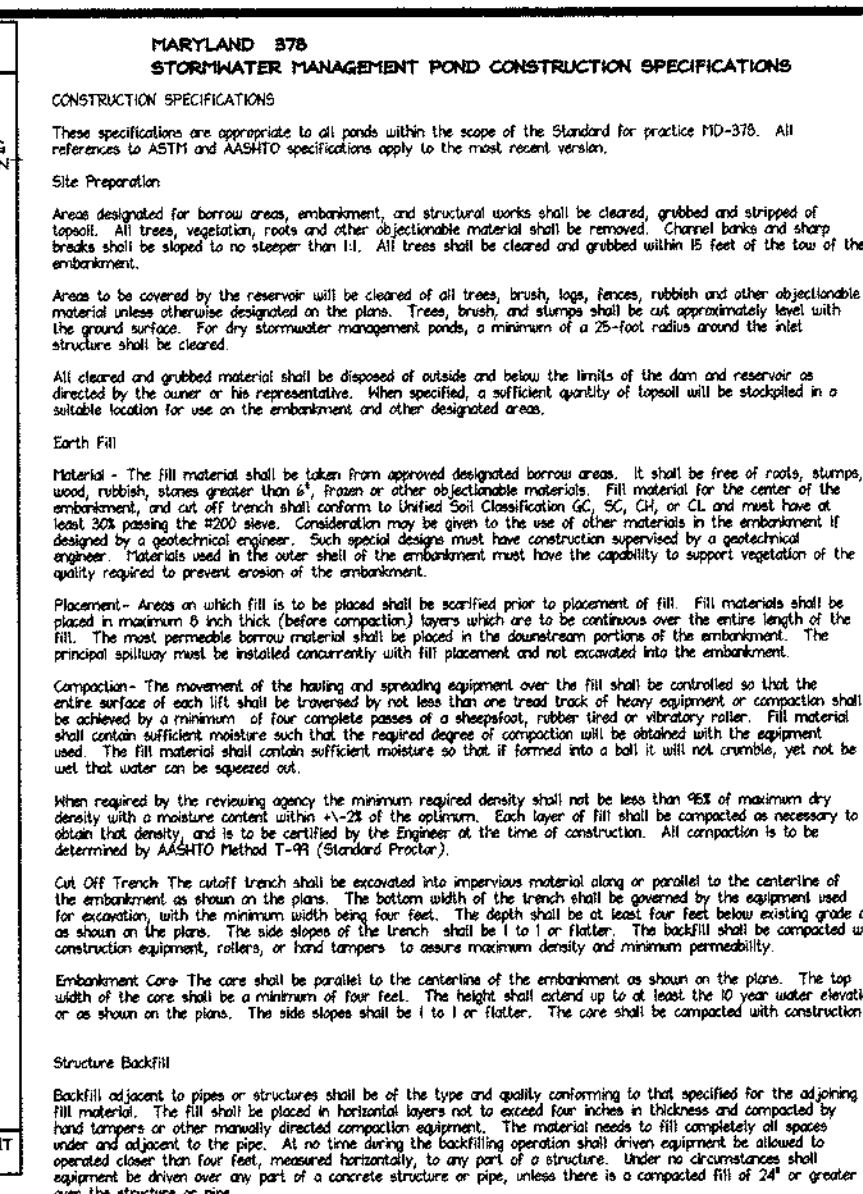 MARYLAND 378
STORMWATER MANAGEMENT POND CONSTRUCTION SPECIFICATIONS
CONSTRUCTION SPECIFICATIONS
These specifications are appropriate to all ponds within the scope of the Standard for practice MD-378. All
references to ASTM and AASHTO specifications apply to the most recent version.
Site Preparation
Areas designated for borrow areas, embankment, and structural works shall be cleared, grubbed and stripped of
topsoil. All trees, vegetation, roots and other objectionable material shall be removed. Channel banks and sharp
breaks shall be sloped to no steeper than 1:1. All trees shall be cleared and grubbed within 15 feet of the tow of the
embankment.
Areas to be covered by the reservoir will be cleared of all trees, brush, logs, fences, rubbish and other objectionable
material unless otherwise designated on the plans. Trees, brush, and stumps shall be cut approximately level with
the ground surface. For dry stormwater management ponds, a minimum of a 25-foot radius around the inlet
structure shall be cleared.
All cleared and grubbed material shall be disposed of outside and below the limits of the dam and reservoir as
directed by the owner or his representative. When specified, a sufficient quantity of topsoil will be stockpiled in a
suitable location for use on the embankment and other designated areas.
Earth Fill
Material - The fill material shall be taken from approved designated borrow areas. It shall be free of roots, stumps,
wood, rubbish, stones greater than 6", frozen or other objectionable materials. Fill material for the center of the
embankment, and cut off trench shall conform to Unified Soil Classification GC, SC, CH, or CL and must have at
least 30% passing the #200 sieve. Consideration may be given to the use of other materials in the embankment if
designed by a geotechnical engineer. Such special designs must have construction supervised by a geotechnical
engineer. Materials used in the outer shell of the embankment must have the capability to support vegetation of the
quality required to prevent erosion of the embankment.
Placement- Areas on which fill is to be placed shall be scarified prior to placement of fill. Fill materials shall be
placed in maximum 8 inch thick (before compaction) layers which are to be continuous over the entire length of the
fill. The most permeable borrow material shall be placed in the downstream portions of the embankment. The
principal spillway must be installed concurrently with fill placement and not excavated into the embankment.
Compaction- The movement of the hauling and spreading equipment over the fill shall be controlled so that the
entire surface of each lift shall be traversed by not less than one tread track of heavy equipment or compaction shall
be achieved by a minimum of four complete passes of a sheepsfoot, rubber tired or vibratory roller. Fill material
shall contain sufficient moisture such that the required degree of compaction will be obtained with the equipment
used. The fill material shall contain sufficient moisture so that if formed into a ball it will not crumble, yet not be
wet that water can be squeezed out.
When required by the reviewing agency the minimum required density shall not be less than 95% of maximum dry
density with a moisture content within +\-2% of the optimum. Each layer of fill shall be compacted as necessary to
obtain that density, and is to be certified by the Engineer at the time of construction. All compaction is to be
determined by AASHTO Method T-99 (Standard Proctor).
Cut Off Trench The cutoff trench shall be excavated into impervious material along or parallel to the centerline of
the embankment as shown on the plans. The bottom width of the trench shall be governed by the equipment used
for excavation, with the minimum width being four feet. The depth shall be at least four feet below existing grade
as shown on the plans. The side slopes of the trench shall be 1 to 1 or flatter. The backfill shall be compacted
construction equipment, rollers, or hand tampers to assure maximum density and minimum permeability.
Embankment Core The core shall be parallel to the centerline of the embankment as shown on the plans. The top
width of the core shall be a minimum of four feet. The height shall extend up to at least the 10 year water
or as shown on the plans. The side slopes shall be 1 to 1 or flatter. The core shall be compacted with construction
Structure Backfill
Backfill adjacent to pipes or structures shall be of the type and quality conforming to that specified for the adjoining
fill material. The fill shall be placed in horizontal layers not to exceed four inches in thickness and compacted by
hand tampers or other manually directed compaction equipment. The material needs to fill completely all spaces
under and adjacent to the pipe. At no time during the backfilling operation shall driven equipment be allowed to
operated closer than four feet, measured horizontally, to any part of a structure. Under no circumstances shall
equipment be driven over any part of a concrete structure or pipe, unless there is a compacted fill of 24" or greater
over the structure or pipe